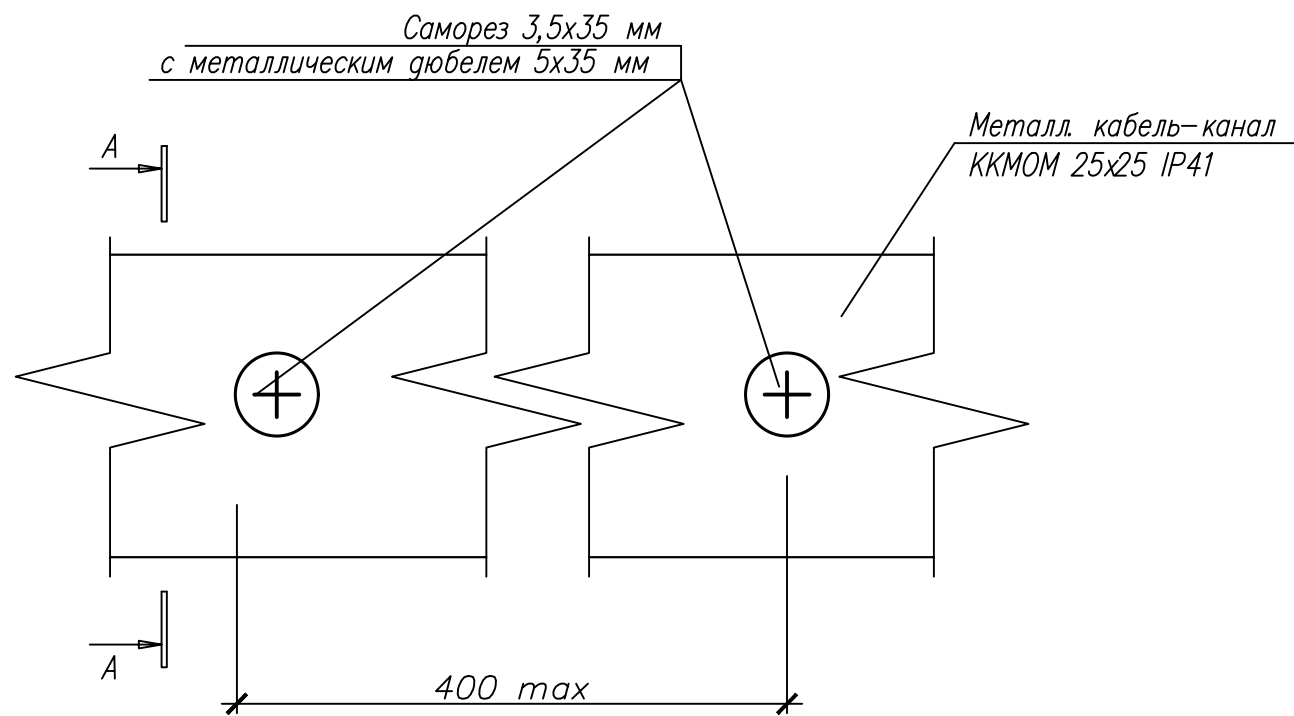 Саморез 3,5х35 мм
с металлическим дюбелем 5х35 мм
Металл. кабель-канал
ККМОМ 25х25 IP41
А
А
400 max